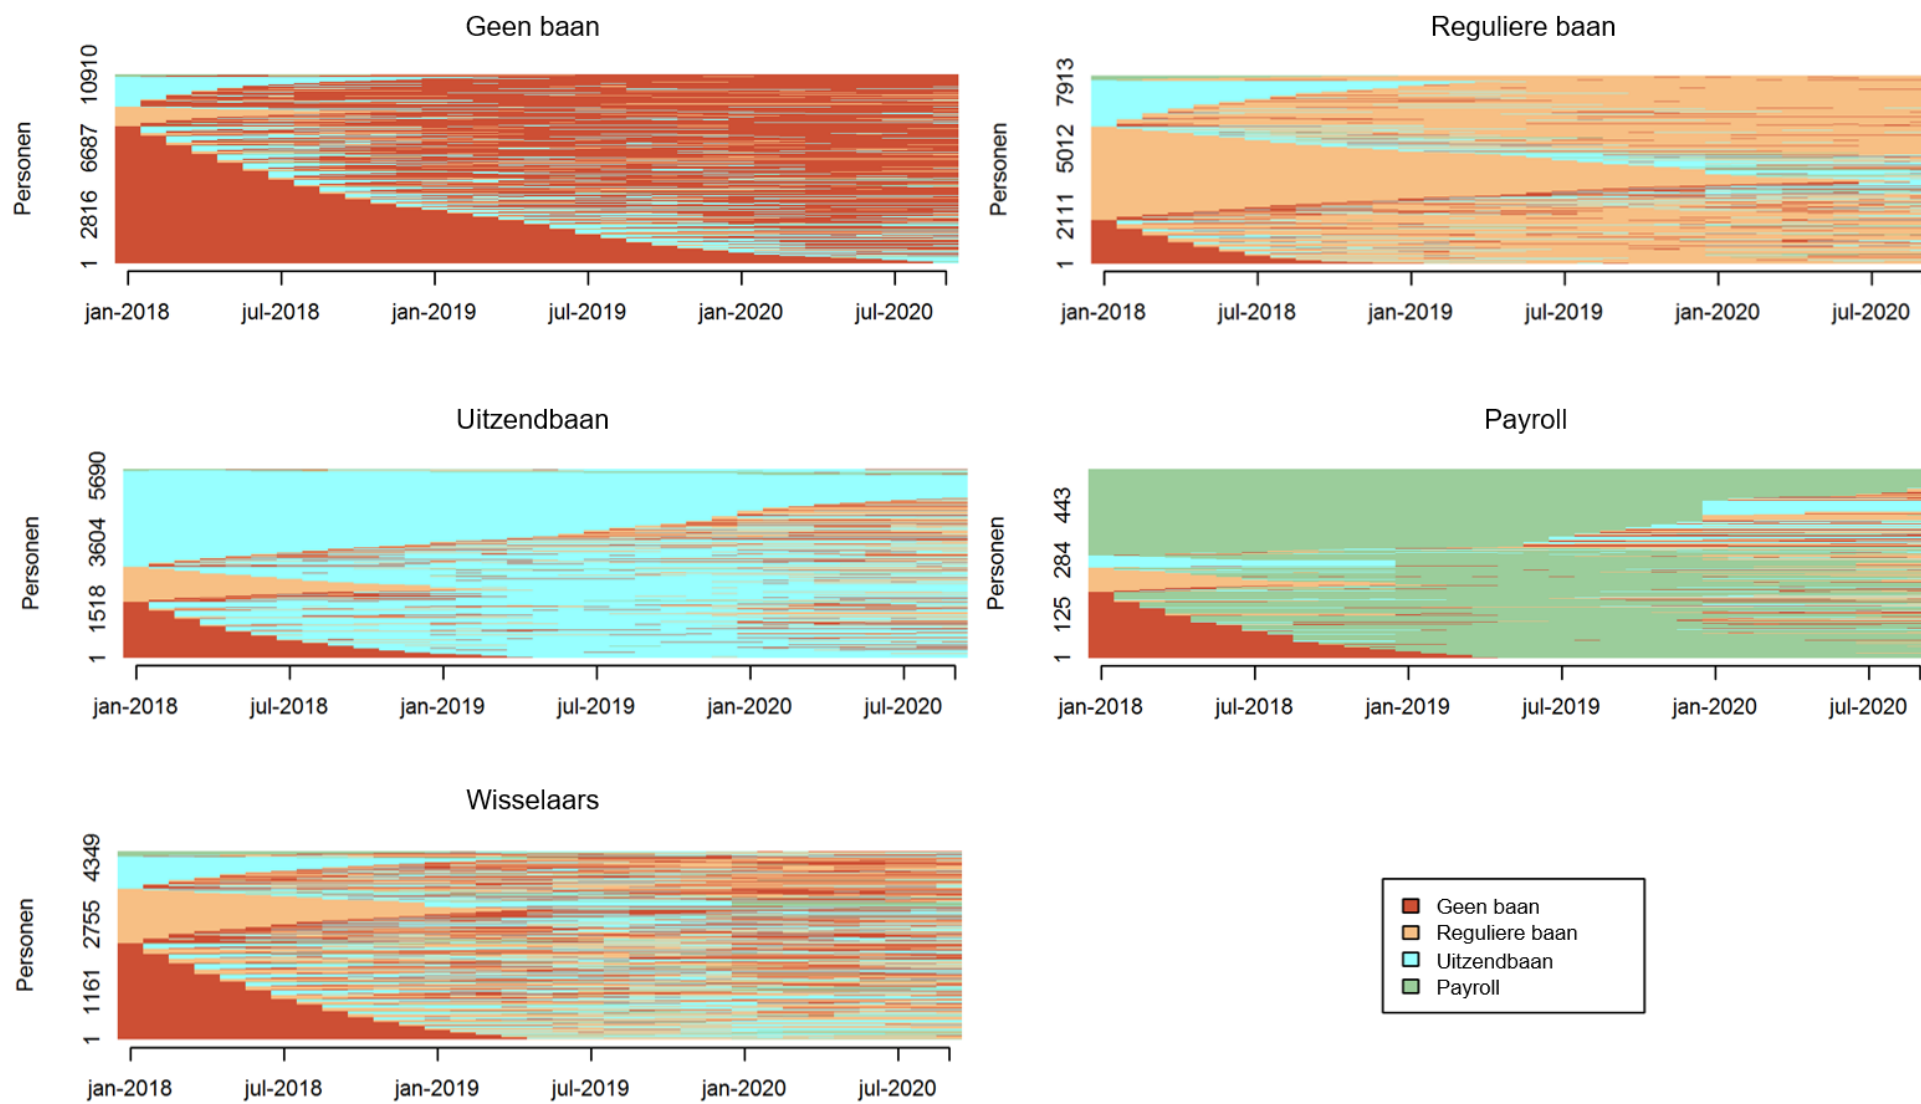 Geen baan
Personen
1 2816 6687 10910
jan-2018 jul-2018 jan-2019 jul-2019 jan-2020 jul-2020
Reguliere baan
Personen
1 2111 5012 7913
jan-2018 jul-2018 jan-2019 jul-2019 jan-2020 jul-2020
Uitzendbaan
Personen
1 1518 3604 5690
jan-2018 jul-2018 jan-2019 jul-2019 jan-2020 jul-2020
Payroll
Personen
1 125 284 443
jan-2018 jul-2018 jan-2019 jul-2019 jan-2020 jul-2020
Wisselaars
Personen
1 1161 2755 4349
jan-2018 jul-2018 jan-2019 jul-2019 jan-2020 jul-2020
Geen baan
Reguliere baan
Uitzendbaan
Payroll